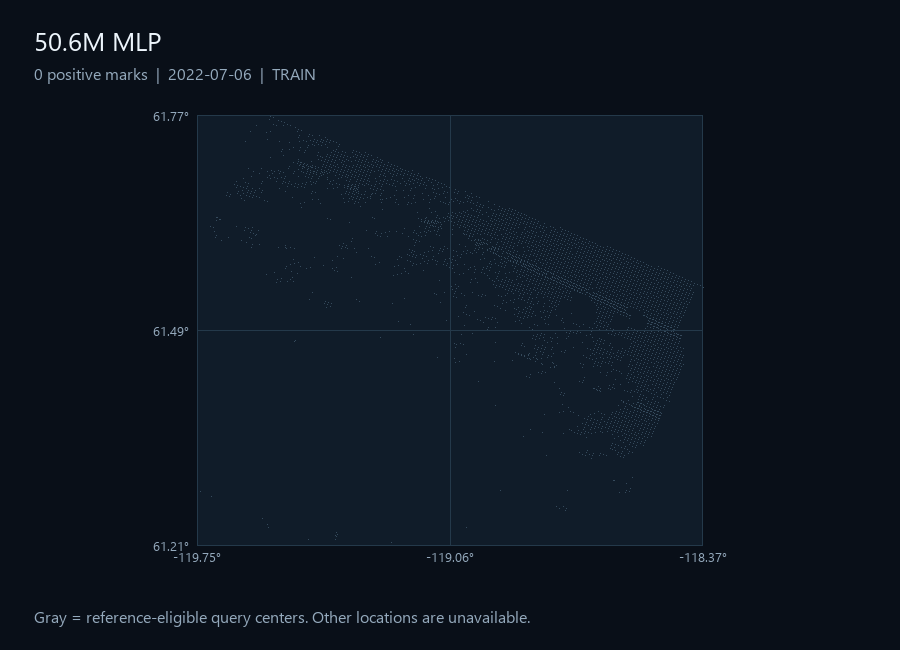 50.6M MLP
0 positive marks | 2022-07-06 | TRAIN
61.77°
61.49°
61.21°
-119.75°
-119.06°
-118.37°
Gray = reference-eligible query centers. Other locations are unavailable.